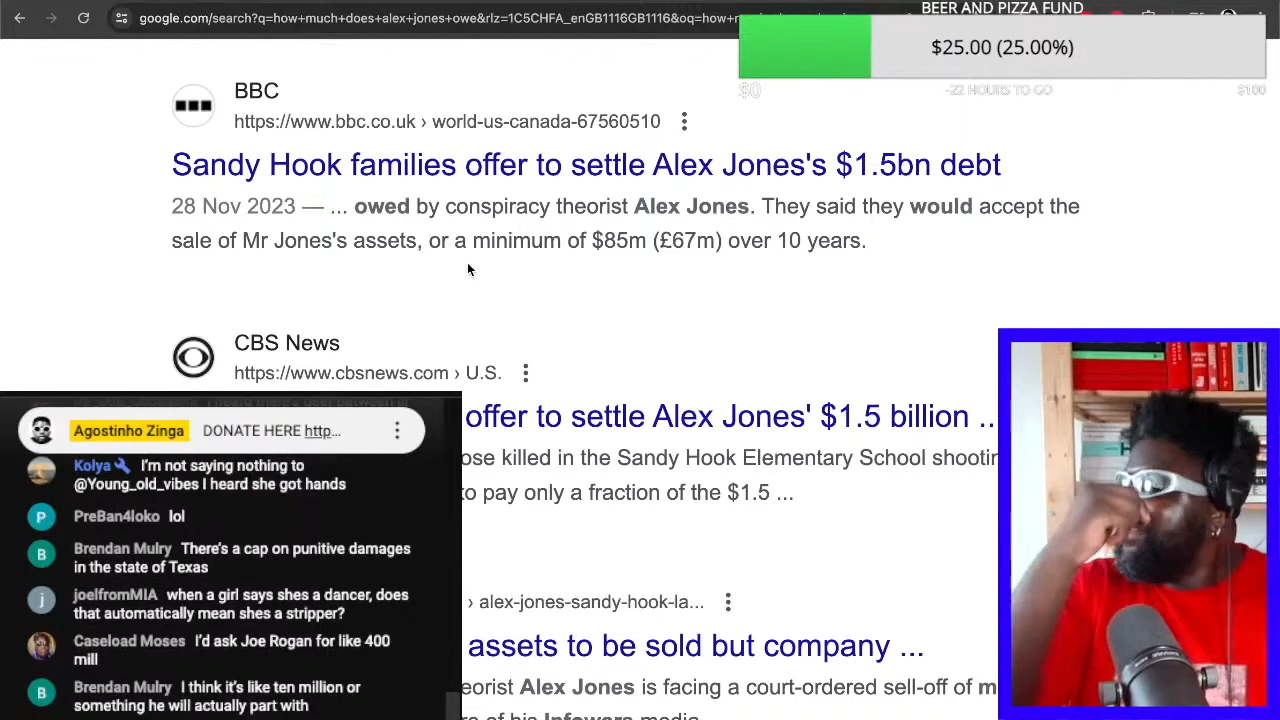 google.com/search?q=how+much+does+alex+jones+owe&rlz=1C5CHFA_enGB1116GB1116&oq=how+
BEER AND PIZZA FUND
$25.00 (25.00%)
$0
-22 HOURS TO GO
$100
BBC
https://www.bbc.co.uk › world-us-canada-67560510
Sandy Hook families offer to settle Alex Jones's $1.5bn debt
28 Nov 2023 — ... owed by conspiracy theorist Alex Jones. They said they would accept the
sale of Mr Jones's assets, or a minimum of $85m (£67m) over 10 years.
CBS News
https://www.cbsnews.com › U.S.
offer to settle Alex Jones' $1.5 billion ...
ose killed in the Sandy Hook Elementary School shootin
to pay only a fraction of the $1.5 ...
› alex-jones-sandy-hook-la...
assets to be sold but company ...
eorist Alex Jones is facing a court-ordered sell-off of m
of his Infowars media
Agostinho Zinga DONATE HERE http...
Kolya I'm not saying nothing to
@Young_old_vibes I heard she got hands
P PreBan4loko lol
B Brendan Mulry There's a cap on punitive damages
in the state of Texas
j joelfromMIA when a girl says shes a dancer, does
that automatically mean shes a stripper?
Caseload Moses I'd ask Joe Rogan for like 400
mill
B Brendan Mulry I think it's like ten million or
something he will actually part with